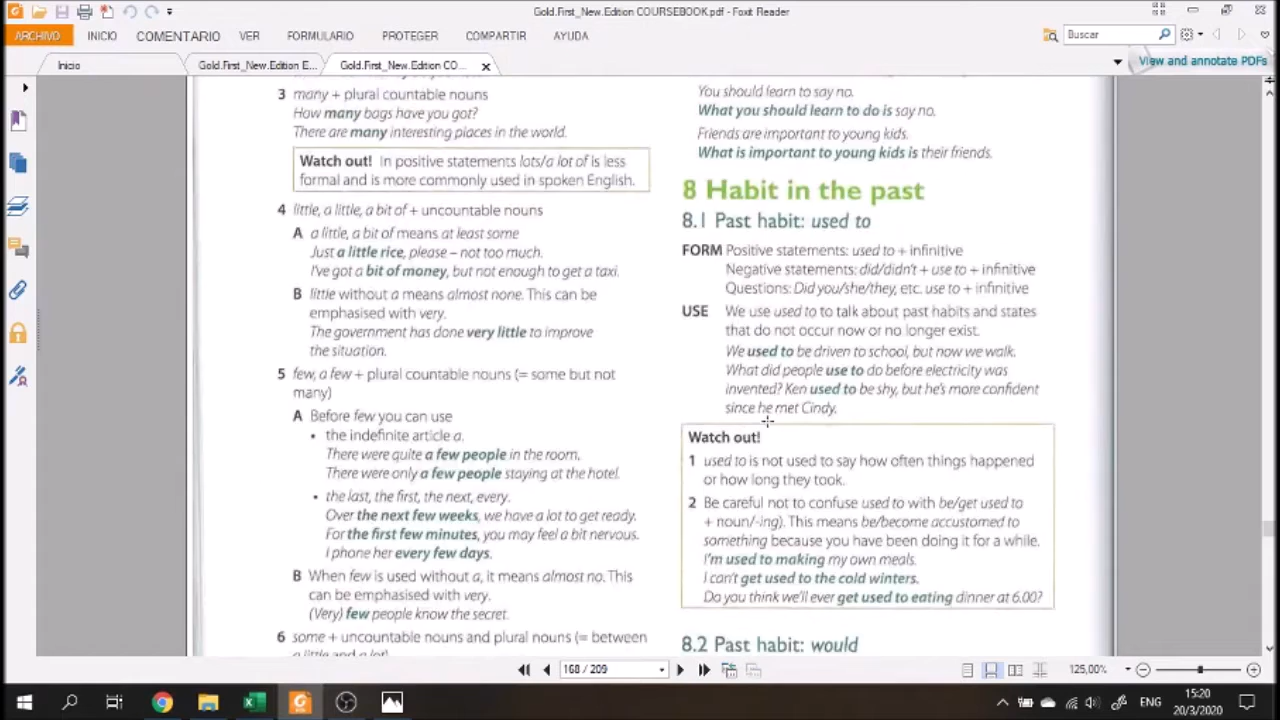 Gold.First_New.Edition COURSEBOOK.pdf - Foxit Reader
ARCHIVO INICIO COMENTARIO VER FORMULARIO PROTEGER COMPARTIR AYUDA Buscar
Inicio Gold.First_New.Edition E... Gold.First_New.Edition CO... View and annotate PDFs
3 many + plural countable nouns
How many bags have you got?
There are many interesting places in the world.
Watch out! In positive statements lots/a lot of is less
formal and is more commonly used in spoken English.
4 little, a little, a bit of + uncountable nouns
A a little, a bit of means at least some
Just a little rice, please – not too much.
I've got a bit of money, but not enough to get a taxi.
B little without a means almost none. This can be
emphasised with very.
The government has done very little to improve
the situation.
5 few, a few + plural countable nouns (= some but not
many)
A Before few you can use
• the indefinite article a.
There were quite a few people in the room.
There were only a few people staying at the hotel.
• the last, the first, the next, every.
Over the next few weeks, we have a lot to get ready.
For the first few minutes, you may feel a bit nervous.
I phone her every few days.
B When few is used without a, it means almost no. This
can be emphasised with very.
(Very) few people know the secret.
6 some + uncountable nouns and plural nouns (= between
a little and a lot)
You should learn to say no.
What you should learn to do is say no.
Friends are important to young kids.
What is important to young kids is their friends.
8 Habit in the past
8.1 Past habit: used to
FORM Positive statements: used to + infinitive
Negative statements: did/didn't + use to + infinitive
Questions: Did you/she/they, etc. use to + infinitive
USE We use used to to talk about past habits and states
that do not occur now or no longer exist.
We used to be driven to school, but now we walk.
What did people use to do before electricity was
invented? Ken used to be shy, but he's more confident
since he met Cindy.
Watch out!
1 used to is not used to say how often things happened
or how long they took.
2 Be careful not to confuse used to with be/get used to
+ noun/-ing). This means be/become accustomed to
something because you have been doing it for a while.
I'm used to making my own meals.
I can't get used to the cold winters.
Do you think we'll ever get used to eating dinner at 6.00?
8.2 Past habit: would
168 / 209 125,00%
ENG 15:20
20/3/2020